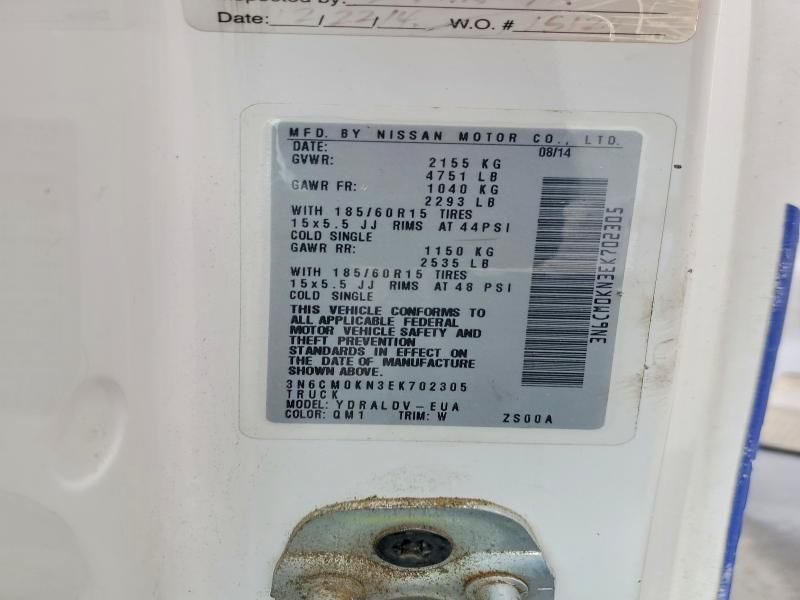 Date: 2/22/14 W.O. #
MFD. BY NISSAN MOTOR CO., LTD.
DATE: 08/14
GVWR: 2155 KG
4751 LB
GAWR FR: 1040 KG
2293 LB
WITH 185/60R15 TIRES
15x5.5 JJ RIMS AT 44PSI
COLD SINGLE
GAWR RR: 1150 KG
2535 LB
WITH 185/60R15 TIRES
15x5.5 JJ RIMS AT 48 PSI
COLD SINGLE
THIS VEHICLE CONFORMS TO
ALL APPLICABLE FEDERAL
MOTOR VEHICLE SAFETY AND
THEFT PREVENTION
STANDARDS IN EFFECT ON
THE DATE OF MANUFACTURE
SHOWN ABOVE.
3N6CM0KN3EK702305
TRUCK
MODEL: YDRALDV-EUA
COLOR: QM1 TRIM: W ZS00A
3N6CM0KN3EK702305